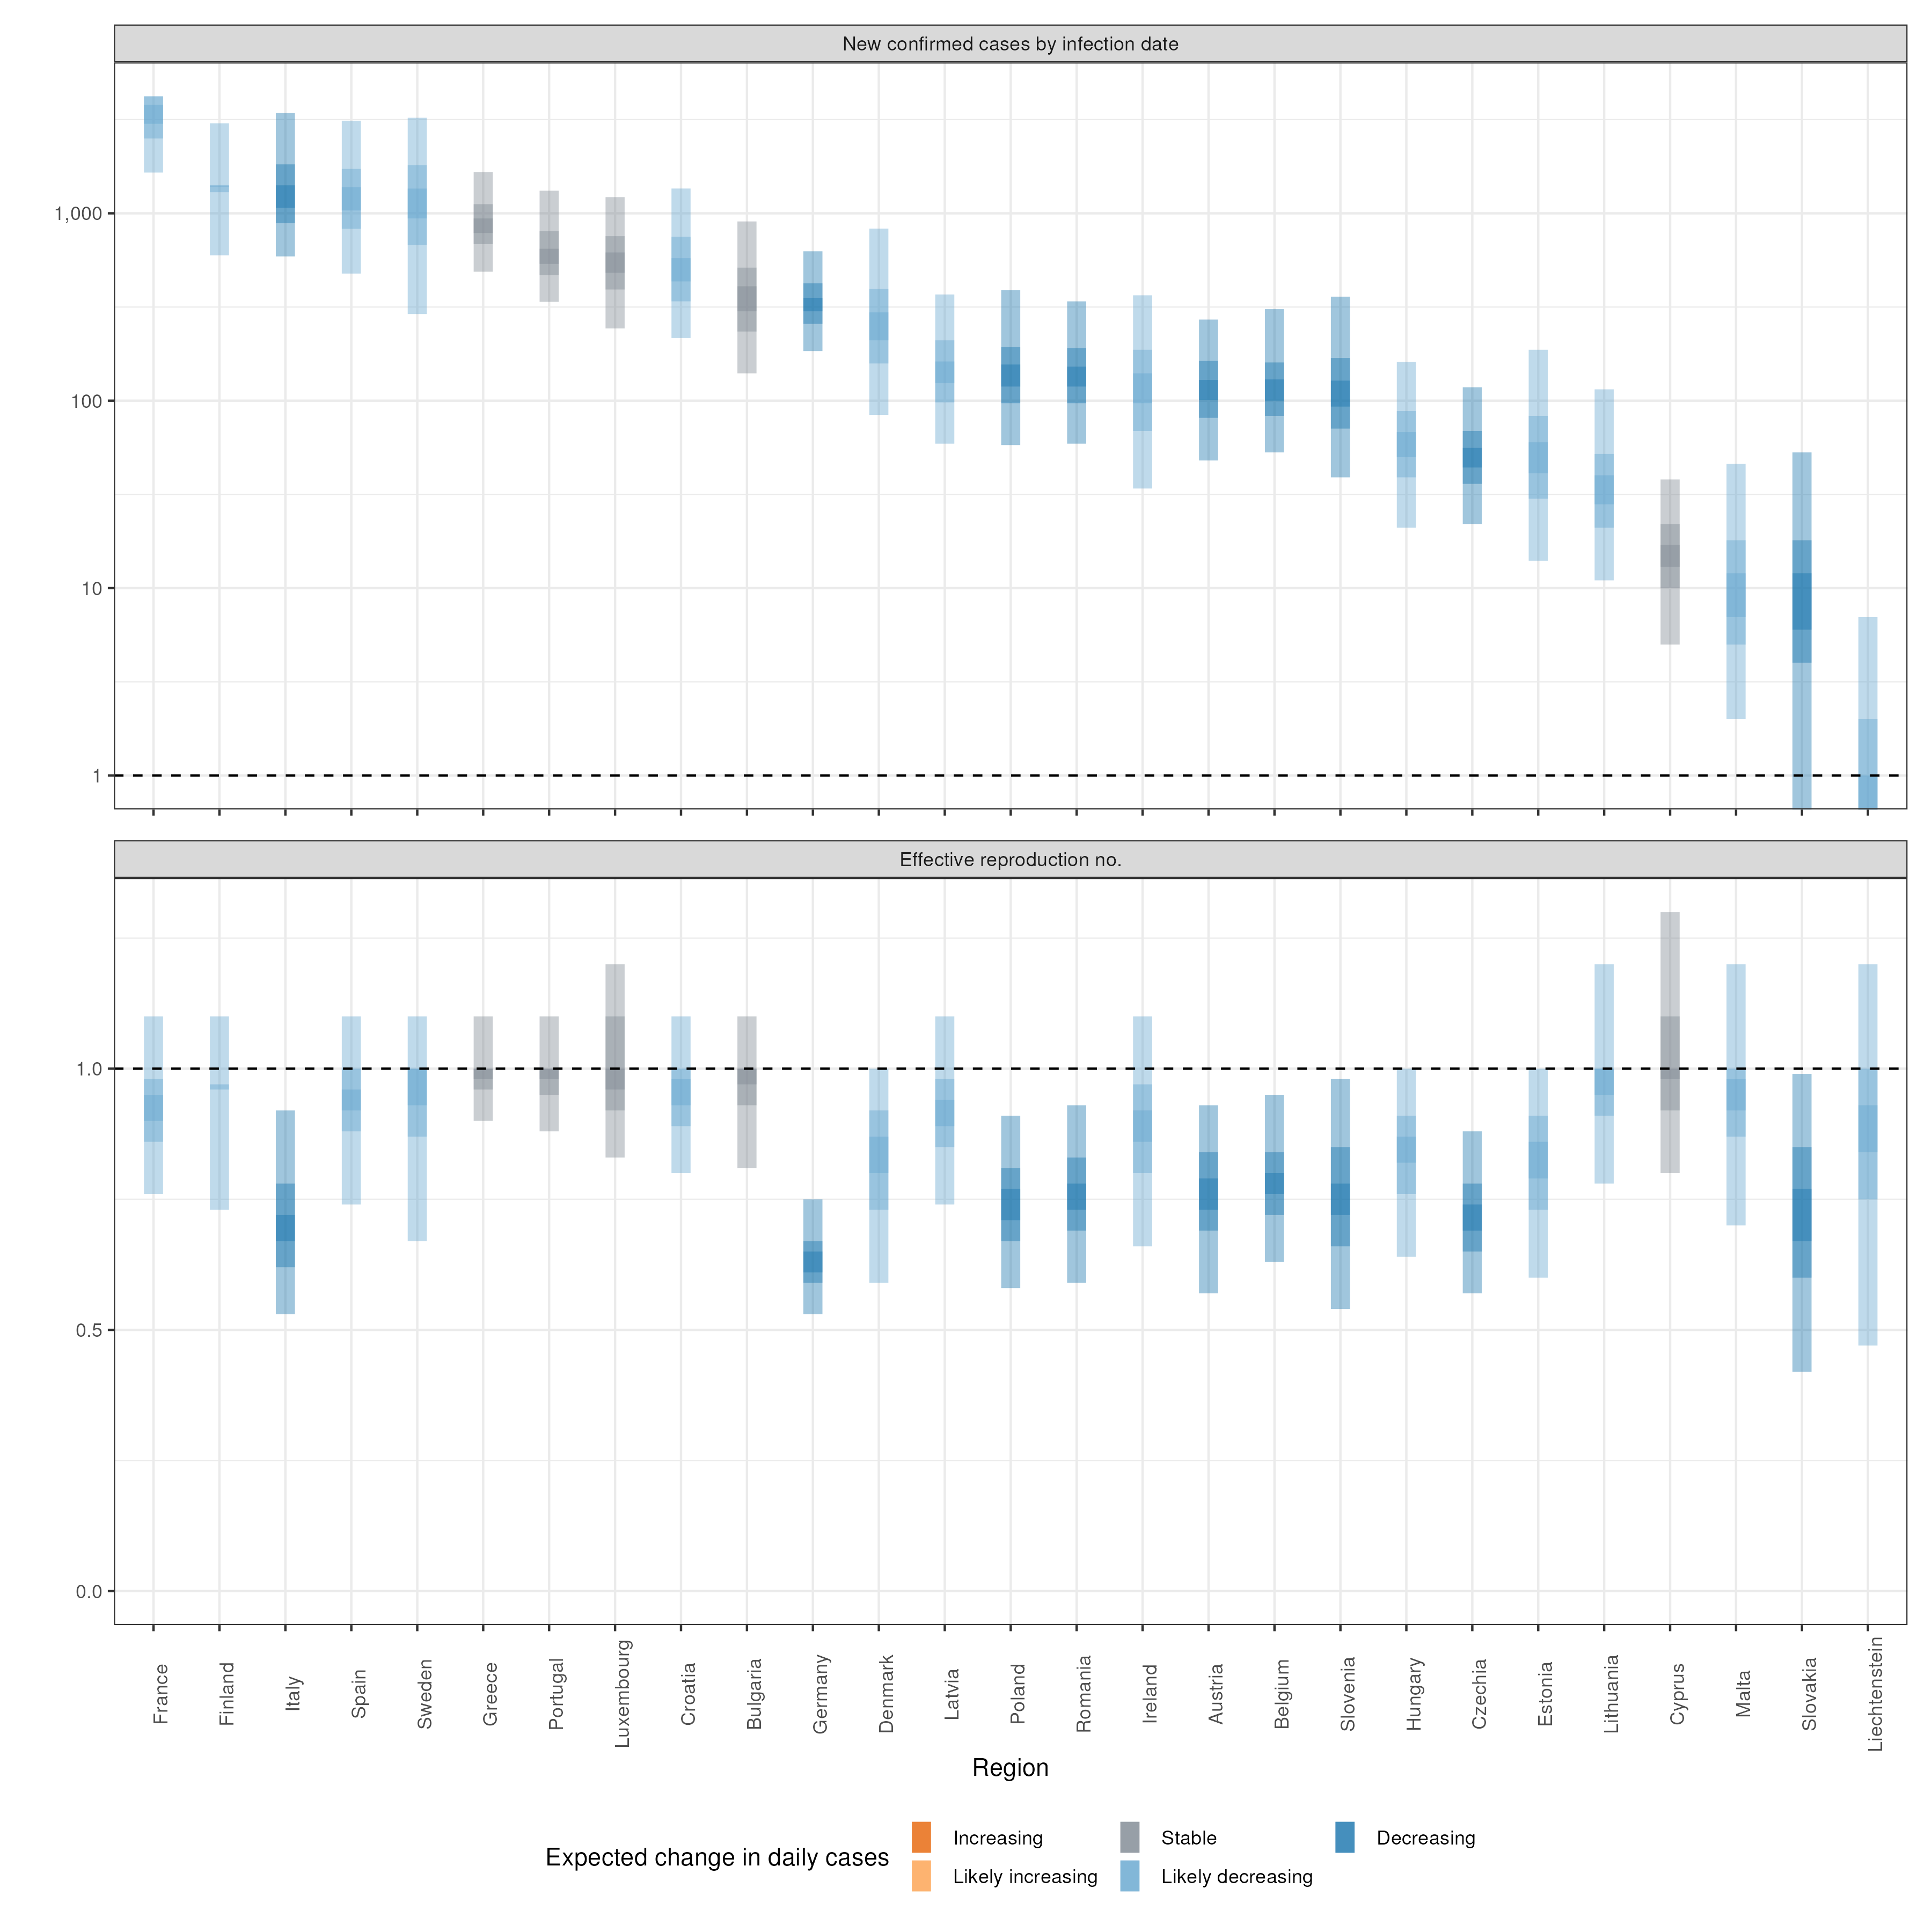 New confirmed cases by infection date
1,000
100
10
1
Effective reproduction no.
1.0
0.5
0.0
France
Finland
Italy
Spain
Sweden
Greece
Portugal
Luxembourg
Croatia
Bulgaria
Germany
Denmark
Latvia
Poland
Romania
Ireland
Austria
Belgium
Slovenia
Hungary
Czechia
Estonia
Lithuania
Cyprus
Malta
Slovakia
Liechtenstein
Region
Expected change in daily cases
Increasing
Stable
Decreasing
Likely increasing
Likely decreasing